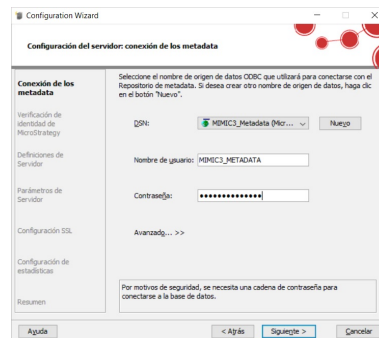 Configuration Wizard
Configuración del servidor: conexión de los metadata
Conexión de los
metadata
Verificación de
identidad de
MicroStrategy
Definiciones de
Servidor
Parámetros de
Servidor
Configuración SSL
Configuración de
estadísticas
Resumen
Seleccione el nombre de origen de datos ODBC que utilizará para conectarse con el
Repositorio de metadata. Si desea crear otro nombre de origen de datos, haga clic
en el botón "Nuevo".
DSN:
MIMIC3_Metadata (Micr...
Nuevo
Nombre de usuario:
MIMIC3_METADATA
Contraseña:
••••••••••••••
Avanzado... >>
Por motivos de seguridad, se necesita una cadena de contraseña para
conectarse a la base de datos.
Ayuda
< Atrás
Siguiente >
Cancelar